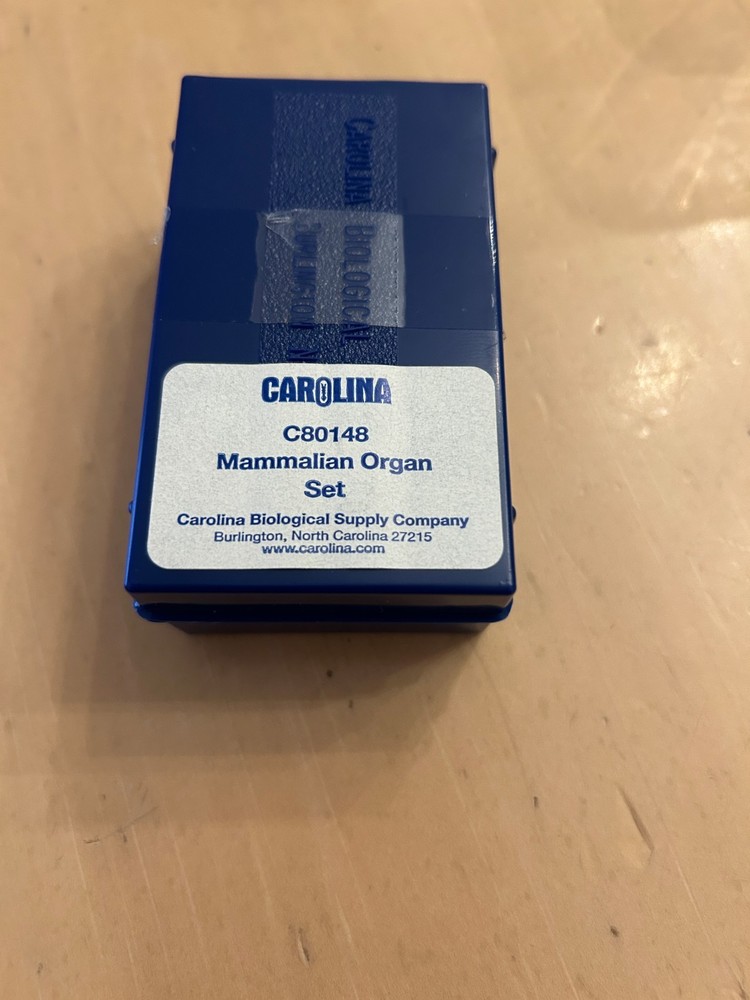 CAROLINA BIOLOGICAL
CAROLINA
C80148
Mammalian Organ
Set
Carolina Biological Supply Company
Burlington, North Carolina 27215
www.carolina.com